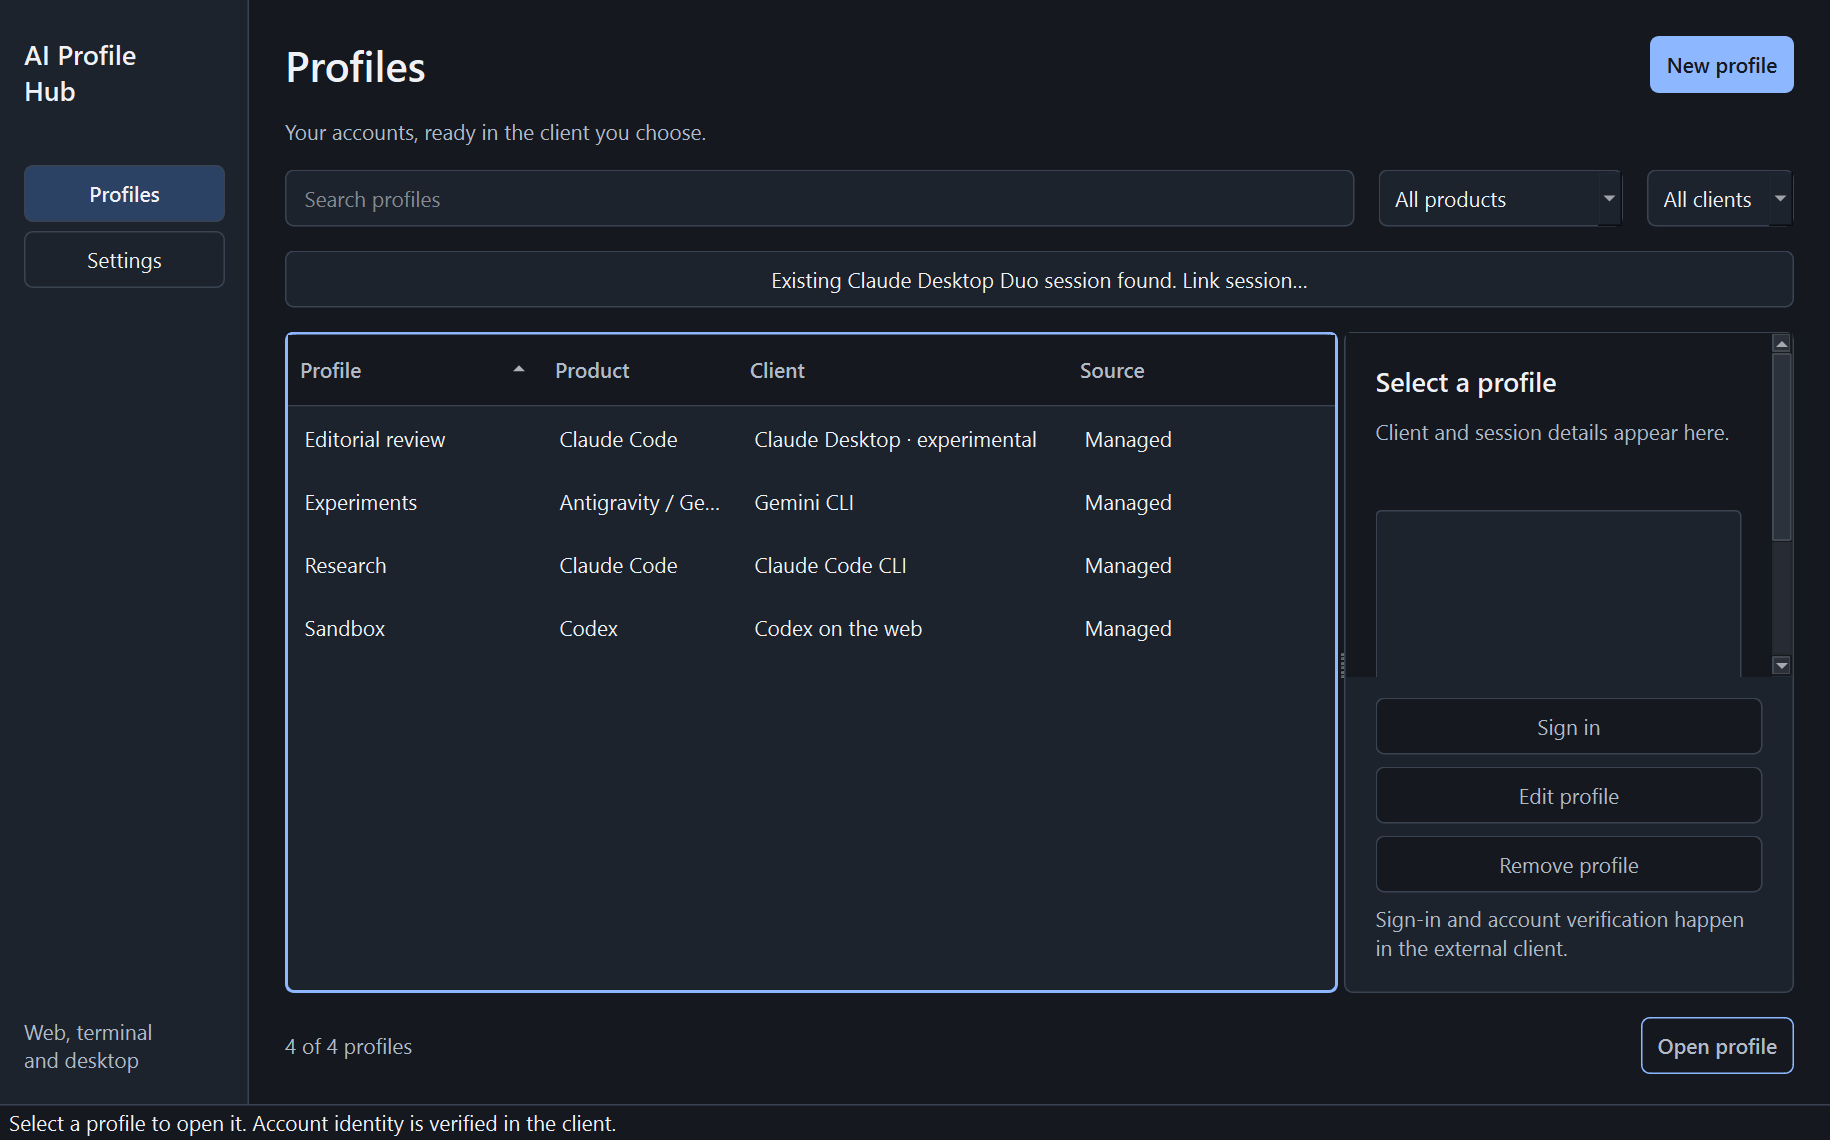 AI Profile
Hub
Profiles
Settings
Web, terminal
and desktop
Profiles
New profile
Your accounts, ready in the client you choose.
Search profiles
All products
All clients
Existing Claude Desktop Duo session found. Link session...
Profile Product Client Source
Editorial review Claude Code Claude Desktop · experimental Managed
Experiments Antigravity / Ge... Gemini CLI Managed
Research Claude Code Claude Code CLI Managed
Sandbox Codex Codex on the web Managed
Select a profile
Client and session details appear here.
Sign in
Edit profile
Remove profile
Sign-in and account verification happen
in the external client.
4 of 4 profiles
Open profile
Select a profile to open it. Account identity is verified in the client.